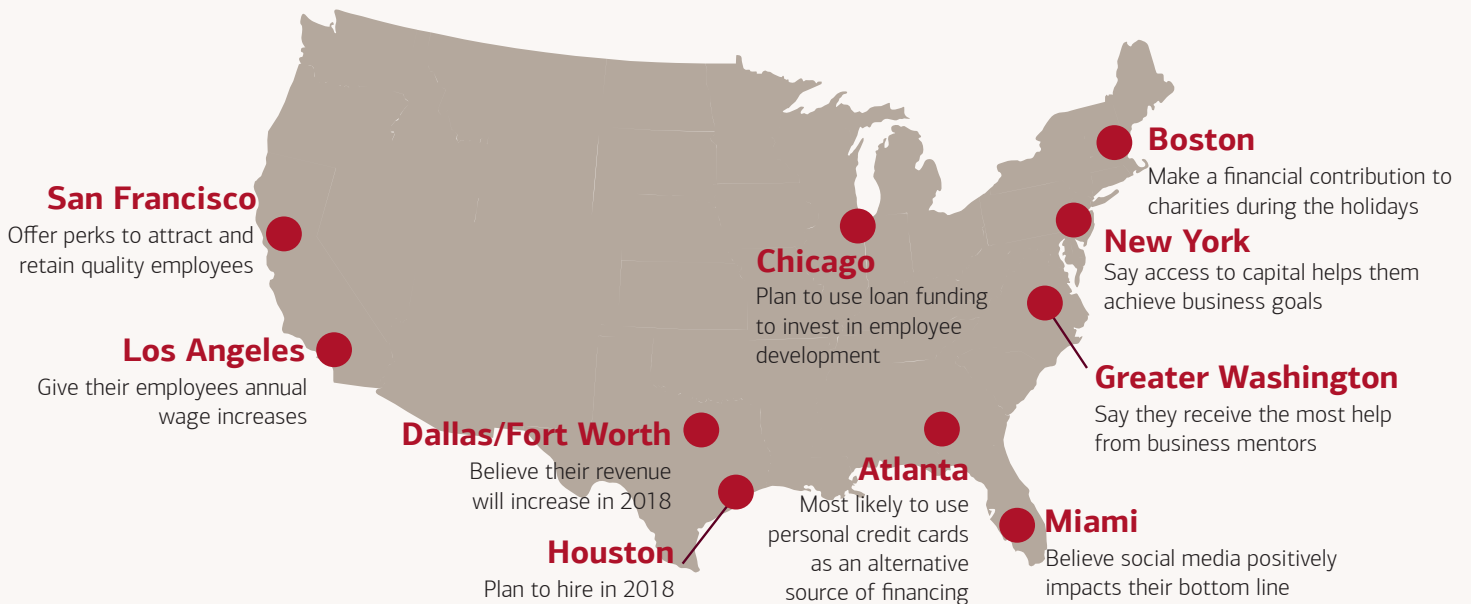 San Francisco
Offer perks to attract and
retain quality employees
Los Angeles
Give their employees annual
wage increases
Dallas/Fort Worth
Believe their revenue
will increase in 2018
Houston
Plan to hire in 2018
Chicago
Plan to use loan funding
to invest in employee
development
Atlanta
Most likely to use
personal credit cards
as an alternative
source of financing
Boston
Make a financial contribution to
charities during the holidays
New York
Say access to capital helps them
achieve business goals
Greater Washington
Say they receive the most help
from business mentors
Miami
Believe social media positively
impacts their bottom line